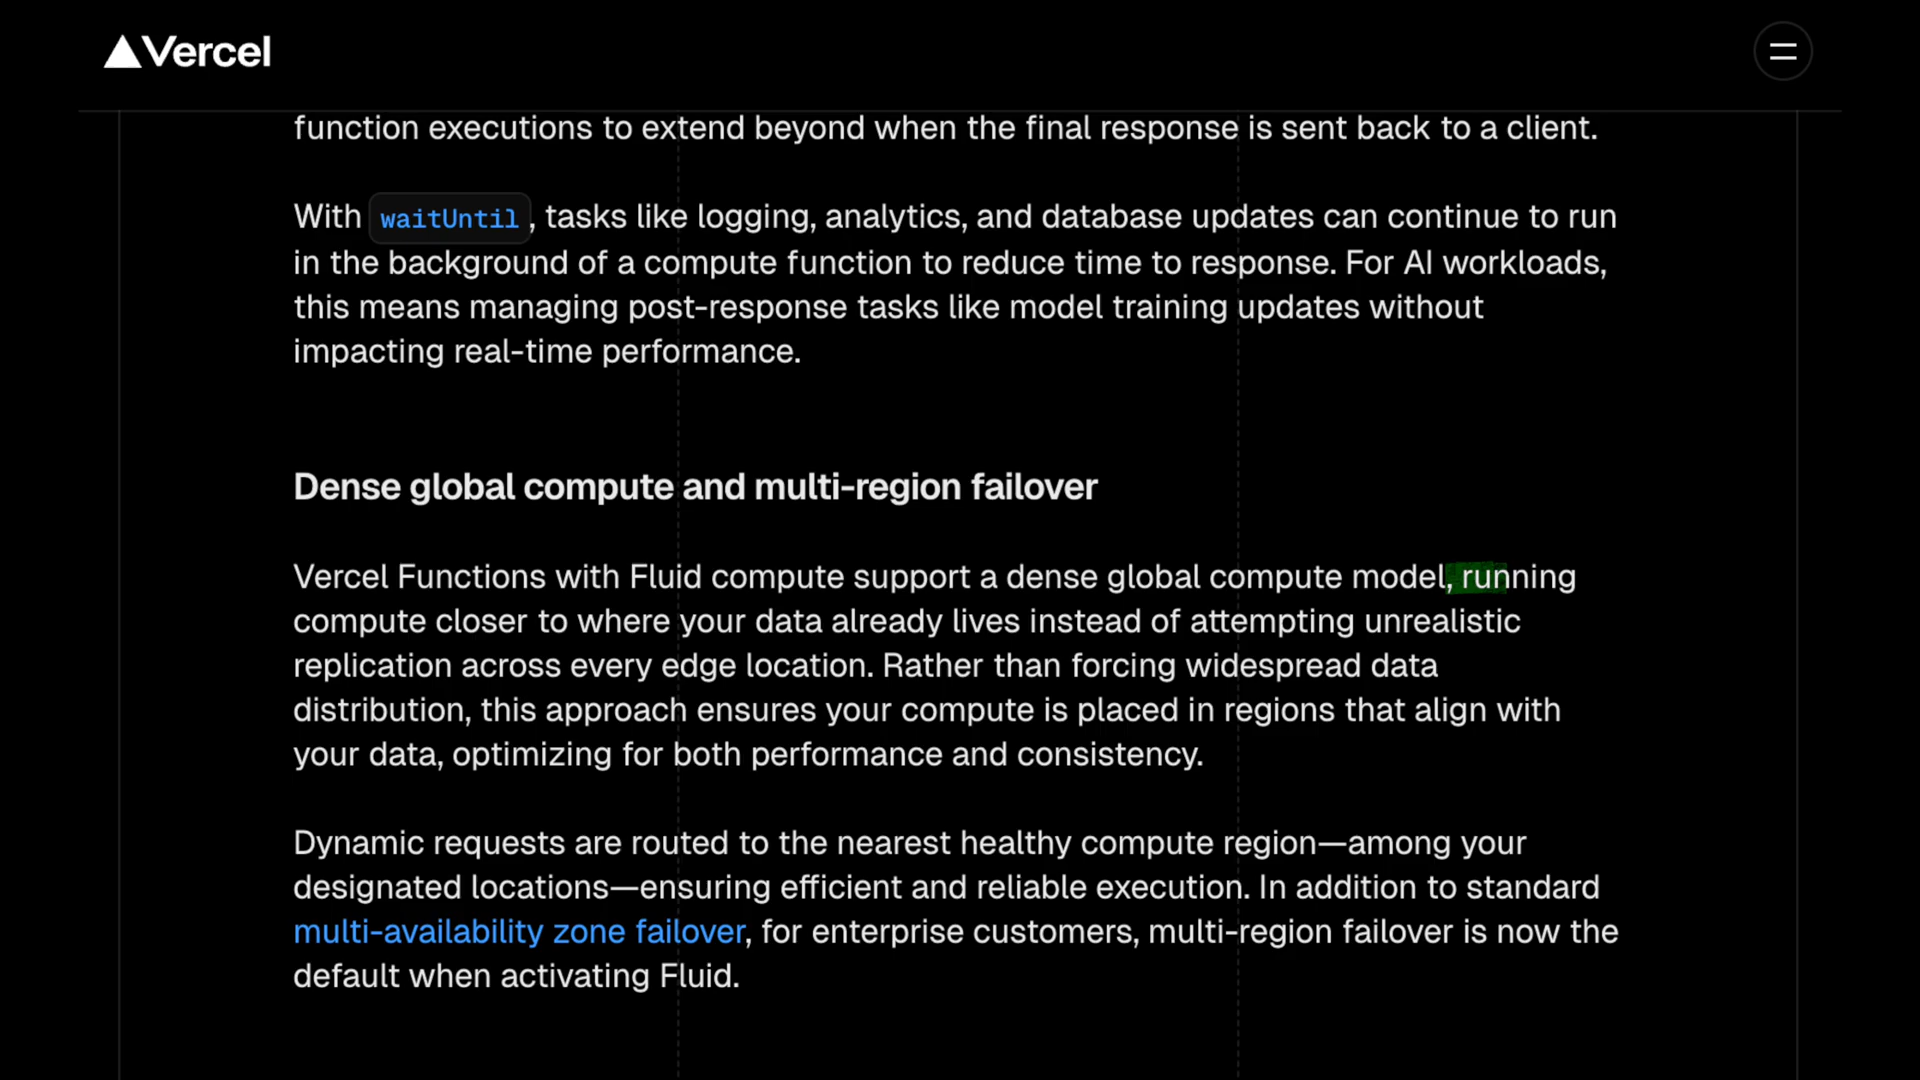 Vercel
function executions to extend beyond when the final response is sent back to a client.
With waitUntil, tasks like logging, analytics, and database updates can continue to run
in the background of a compute function to reduce time to response. For AI workloads,
this means managing post-response tasks like model training updates without
impacting real-time performance.
Dense global compute and multi-region failover
Vercel Functions with Fluid compute support a dense global compute model, running
compute closer to where your data already lives instead of attempting unrealistic
replication across every edge location. Rather than forcing widespread data
distribution, this approach ensures your compute is placed in regions that align with
your data, optimizing for both performance and consistency.
Dynamic requests are routed to the nearest healthy compute region—among your
designated locations—ensuring efficient and reliable execution. In addition to standard
multi-availability zone failover, for enterprise customers, multi-region failover is now the
default when activating Fluid.